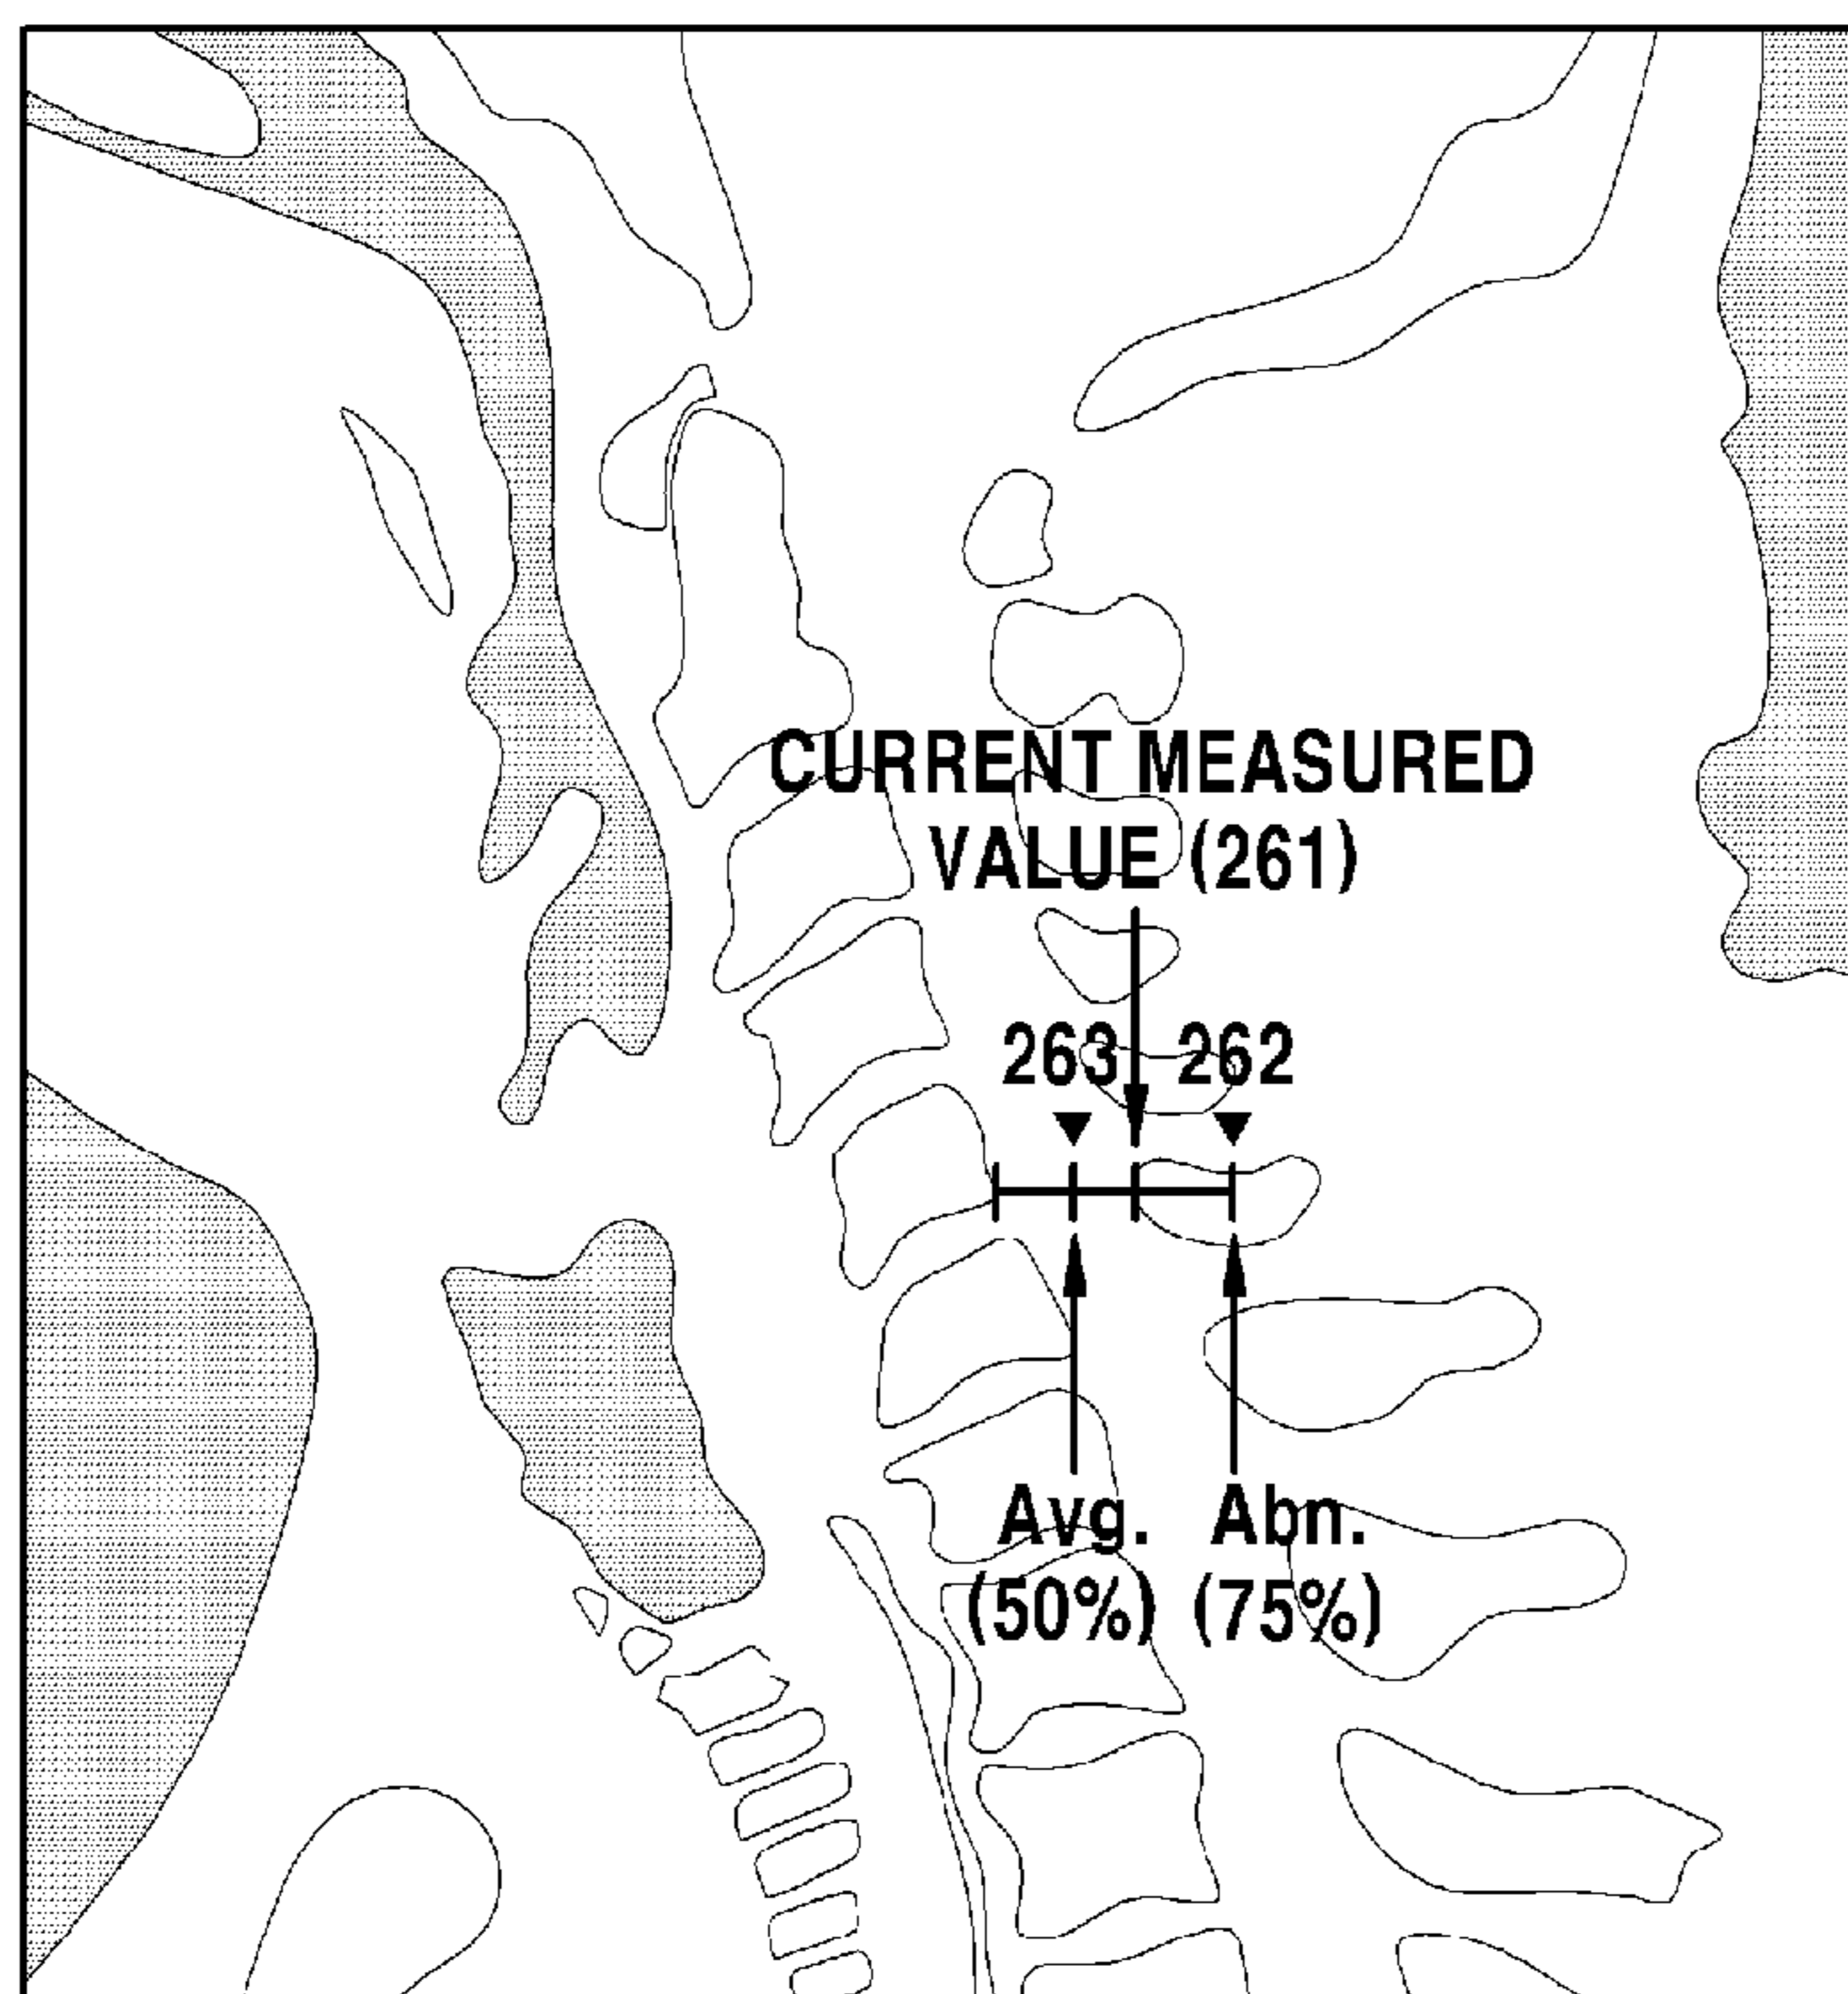 CURRENT MEASURED
VALUE (261)
263 262
Avg. Abn.
(50%) (75%)